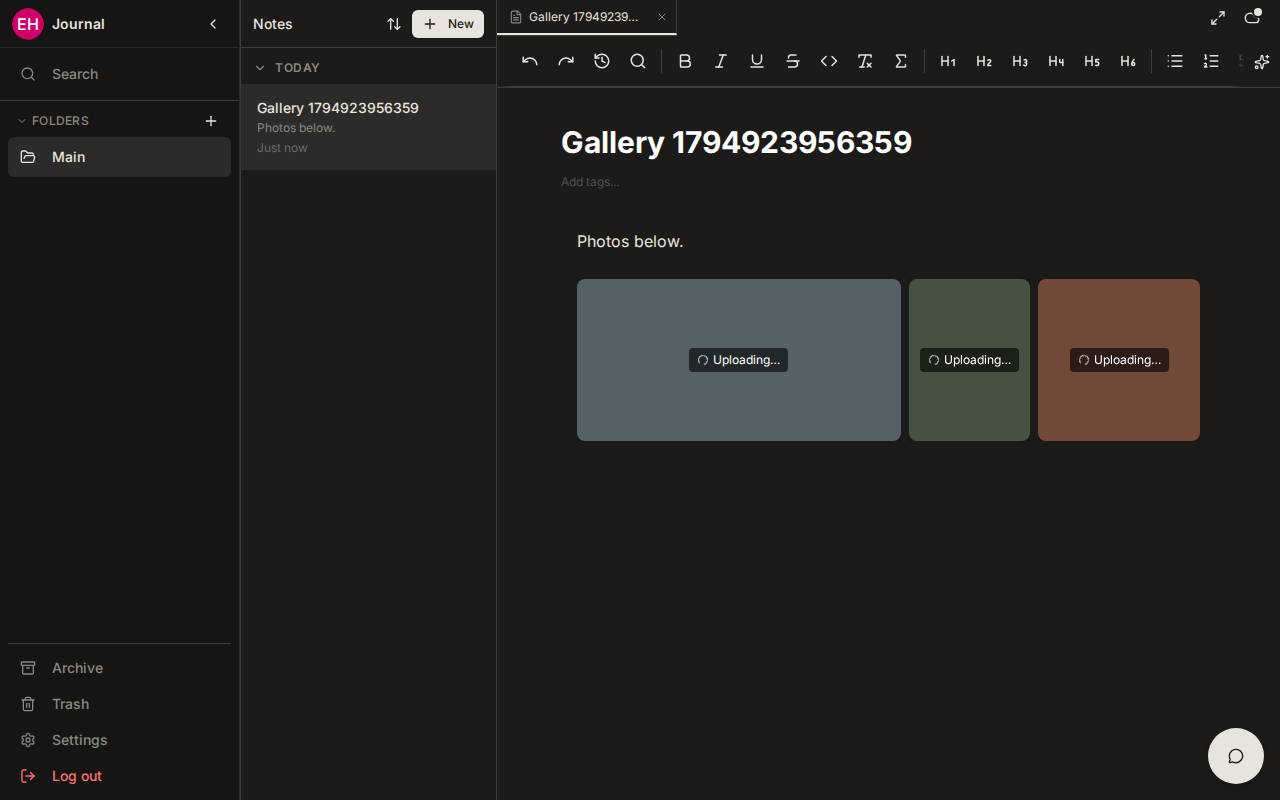 EH Journal
Search
FOLDERS
Main
Archive
Trash
Settings
Log out
Notes
New
TODAY
Gallery 1794923956359
Photos below.
Just now
Gallery 17949239...
H1 H2 H3 H4 H5 H6
Gallery 1794923956359
Add tags...
Photos below.
Uploading... Uploading... Uploading...